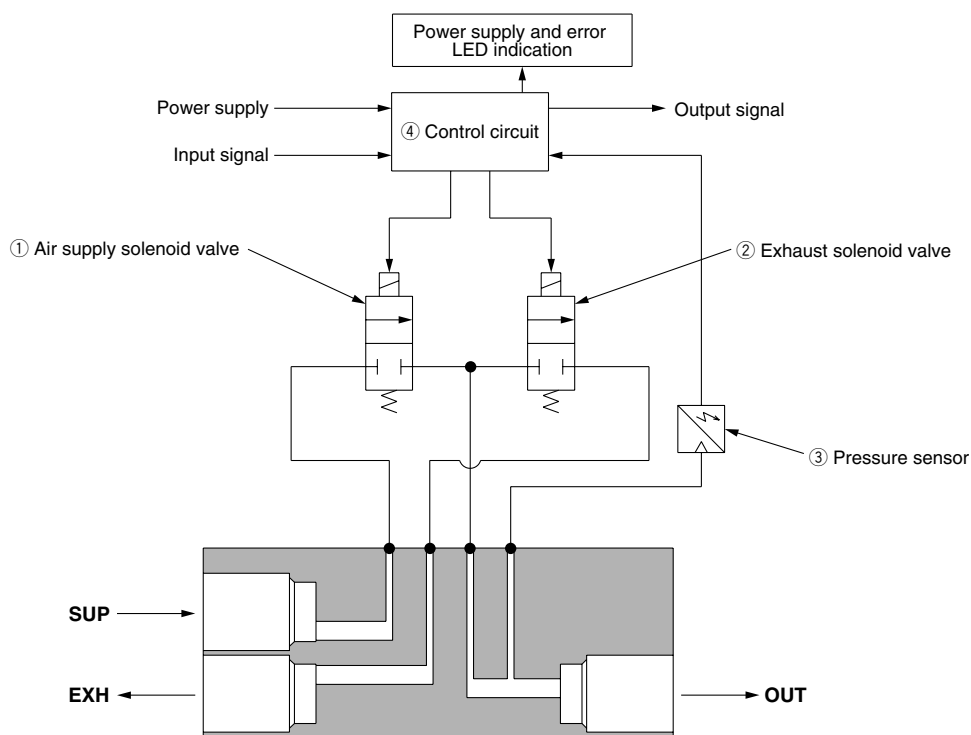 Power supply and error
LED indication
Power supply
Output signal
④ Control circuit
Input signal
① Air supply solenoid valve
② Exhaust solenoid valve
③ Pressure sensor
SUP
EXH
OUT